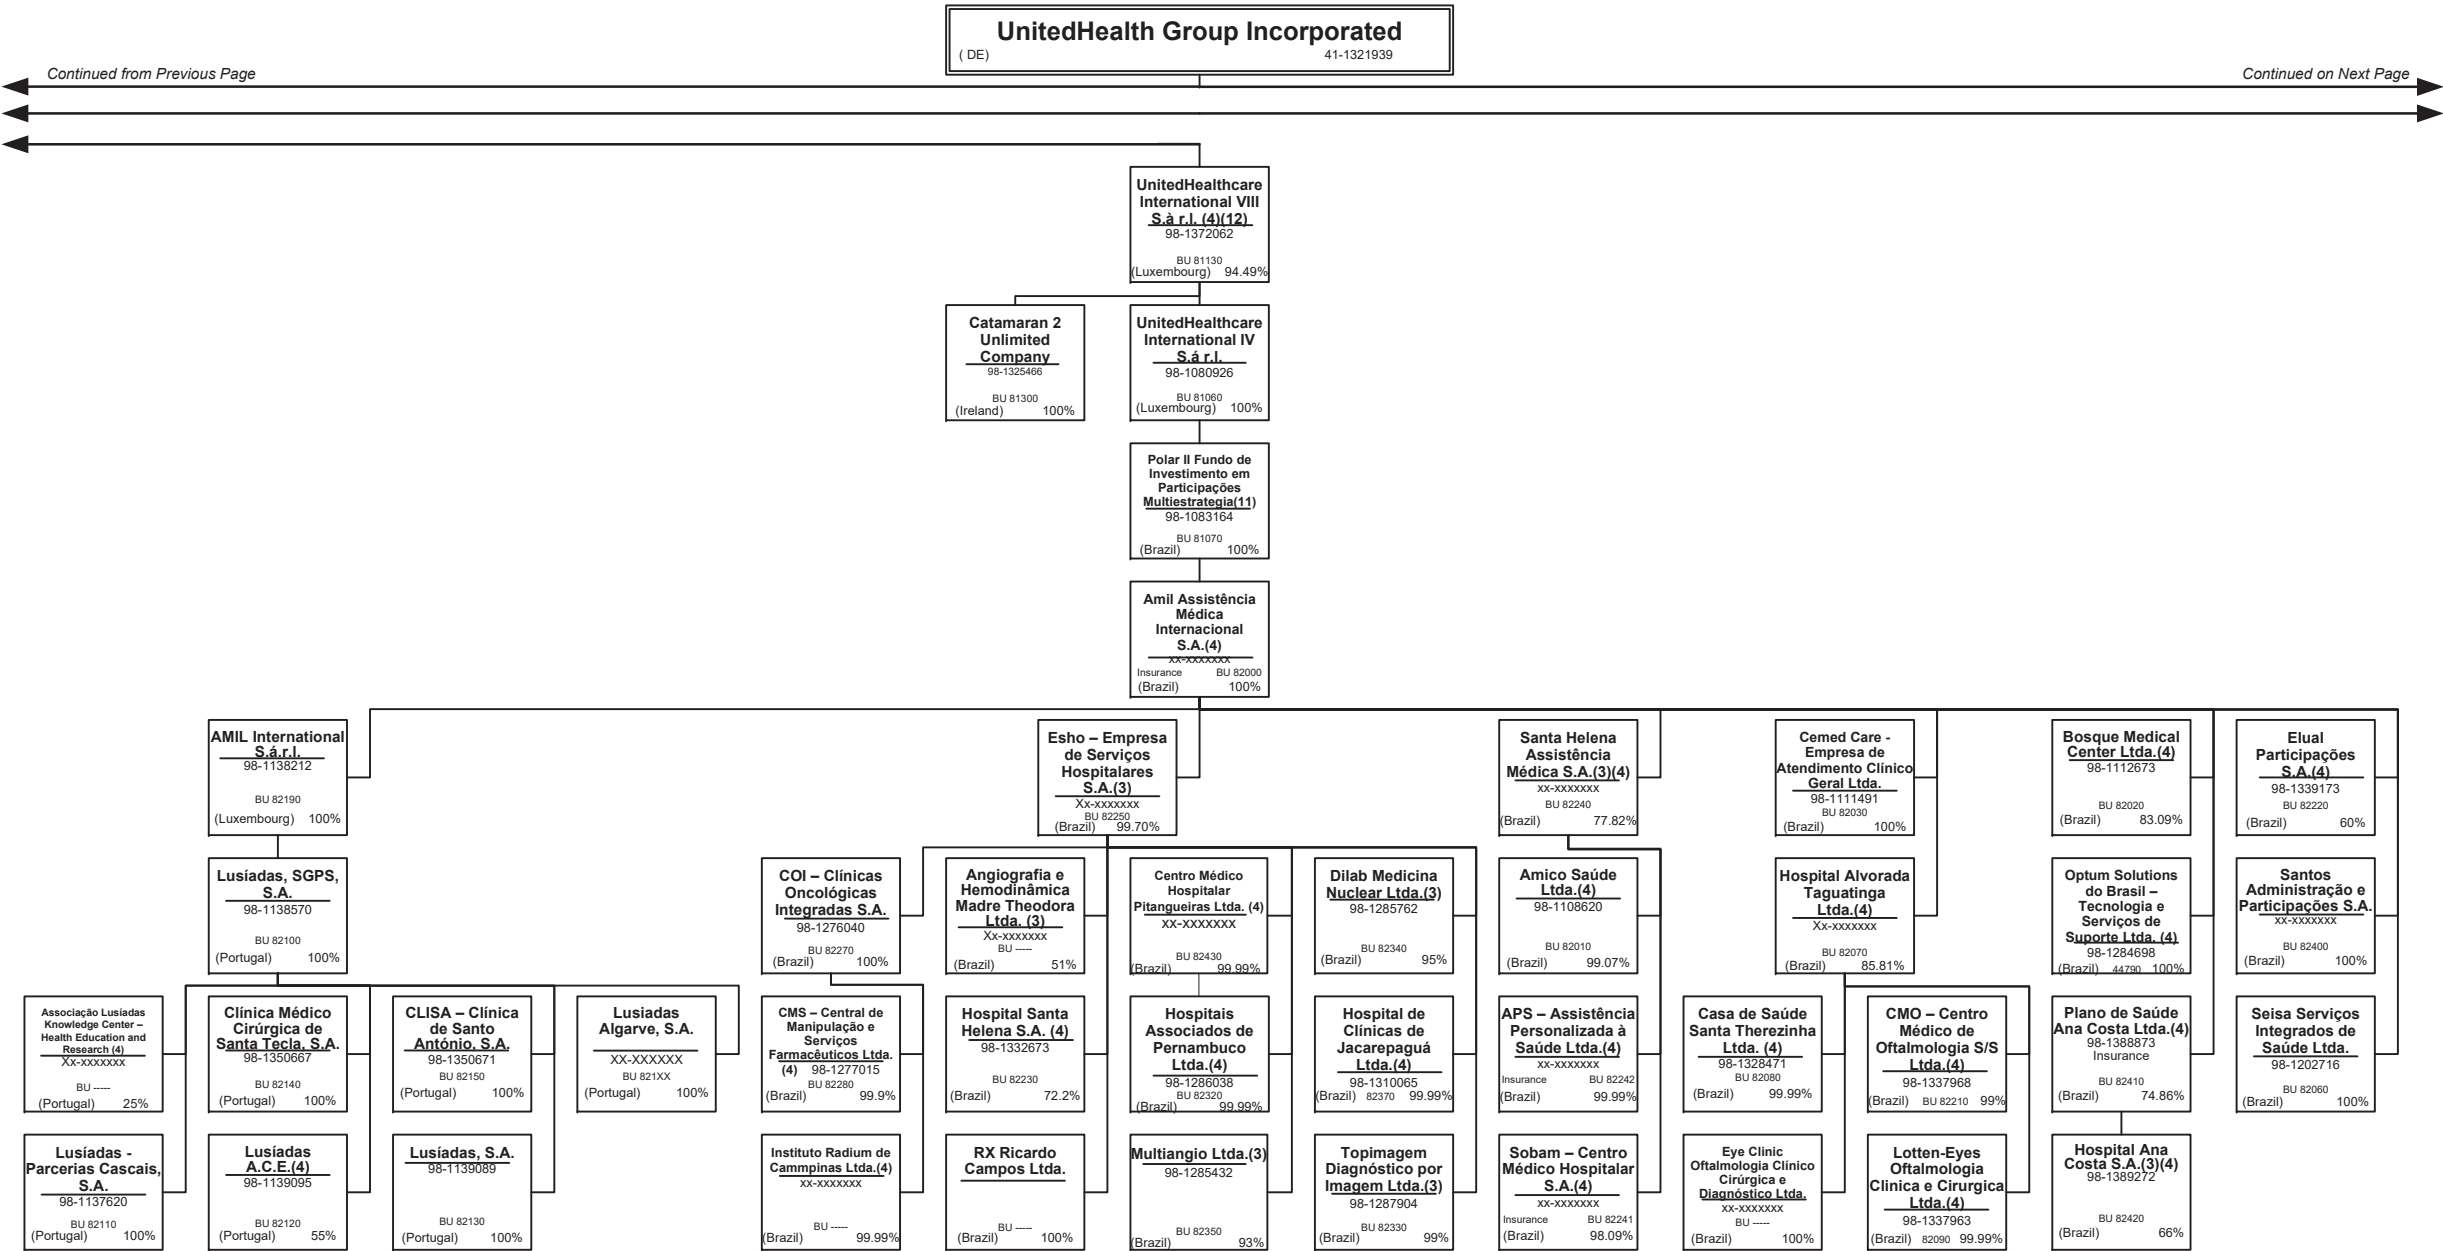 UnitedHealth Group Incorporated
( DE) 41-1321939
Continued from Previous Page
Continued on Next Page
UnitedHealthcare
International VIII
S.à r.l. (4)(12)
98-1372062
BU 81130
(Luxembourg) 94.49%
Catamaran 2
Unlimited
Company
98-1325466
BU 81300
(Ireland) 100%
UnitedHealthcare
International IV
S.á r.l.
98-1080926
BU 81060
(Luxembourg) 100%
Polar II Fundo de
Investimento em
Participações
Multiestrategia(11)
98-1083164
BU 81070
(Brazil) 100%
Amil Assistência
Médica
Internacional
S.A.(4)
xx-xxxxxxx
Insurance BU 82000
(Brazil) 100%
AMIL International
S.á.r.l.
98-1138212
BU 82190
(Luxembourg) 100%
Esho – Empresa
de Serviços
Hospitalares
S.A.(3)
Xx-xxxxxxx
BU 82250
(Brazil) 99.70%
Santa Helena
Assistência
Médica S.A.(3)(4)
xx-xxxxxxx
BU 82240
(Brazil) 77.82%
Cemed Care -
Empresa de
Atendimento Clínico
Geral Ltda.
98-1111491
BU 82030
(Brazil) 100%
Bosque Medical
Center Ltda.(4)
98-1112673
BU 82020
(Brazil) 83.09%
Elual
Participações
S.A.(4)
98-1339173
BU 82220
(Brazil) 60%
Lusíadas, SGPS,
S.A.
98-1138570
BU 82100
(Portugal) 100%
COI – Clínicas
Oncológicas
Integradas S.A.
98-1276040
BU 82270
(Brazil) 100%
Angiografia e
Hemodinâmica
Madre Theodora
Ltda. (3)
Xx-xxxxxxx
BU -----
(Brazil) 51%
Centro Médico
Hospitalar
Pitangueiras Ltda. (4)
xx-xxxxxxx
BU 82430
(Brazil) 99.99%
Dilab Medicina
Nuclear Ltda.(3)
98-1285762
BU 82340
(Brazil) 95%
Amico Saúde
Ltda.(4)
98-1108620
BU 82010
(Brazil) 99.07%
Hospital Alvorada
Taguatinga
Ltda.(4)
Xx-xxxxxxx
BU 82070
(Brazil) 85.81%
Optum Solutions
do Brasil –
Tecnologia e
Serviços de
Suporte Ltda. (4)
98-1284698
(Brazil) 44790 100%
Santos
Administração e
Participações S.A.
xx-xxxxxxx
BU 82400
(Brazil) 100%
Associação Lusíadas
Knowledge Center –
Health Education and
Research (4)
Xx-xxxxxxx
BU -----
(Portugal) 25%
Clínica Médico
Cirúrgica de
Santa Tecla, S.A.
98-1350667
BU 82140
(Portugal) 100%
CLISA – Clínica
de Santo
António, S.A.
98-1350671
BU 82150
(Portugal) 100%
Lusiadas
Algarve, S.A.
XX-XXXXXX
BU 821XX
(Portugal) 100%
CMS – Central de
Manipulação e
Serviços
Farmacêuticos Ltda.
(4) 98-1277015
BU 82280
(Brazil) 99.9%
Hospital Santa
Helena S.A. (4)
98-1332673
BU 82230
(Brazil) 72.2%
Hospitais
Associados de
Pernambuco
Ltda.(4)
98-1286038
BU 82320
(Brazil) 99.99%
Hospital de
Clínicas de
Jacarepaguá
Ltda.(4)
98-1310065
(Brazil) 82370 99.99%
APS – Assistência
Personalizada à
Saúde Ltda.(4)
xx-xxxxxxx
Insurance BU 82242
(Brazil) 99.99%
Casa de Saúde
Santa Therezinha
Ltda. (4)
98-1328471
BU 82080
(Brazil) 99.99%
CMO – Centro
Médico de
Oftalmologia S/S
Ltda.(4)
98-1337968
(Brazil) BU 82210 99%
Plano de Saúde
Ana Costa Ltda.(4)
98-1388873
Insurance
BU 82410
(Brazil) 74.86%
Seisa Serviços
Integrados de
Saúde Ltda.
98-1202716
BU 82060
(Brazil) 100%
Lusíadas -
Parcerias Cascais,
S.A.
98-1137620
BU 82110
(Portugal) 100%
Lusíadas
A.C.E.(4)
98-1139095
BU 82120
(Portugal) 55%
Lusíadas, S.A.
98-1139089
BU 82130
(Portugal) 100%
Instituto Radium de
Cammpinas Ltda.(4)
xx-xxxxxxx
BU -----
(Brazil) 99.99%
RX Ricardo
Campos Ltda.
BU -----
(Brazil) 100%
Multiangio Ltda.(3)
98-1285432
BU 82350
(Brazil) 93%
Topimagem
Diagnóstico por
Imagem Ltda.(3)
98-1287904
BU 82330
(Brazil) 99%
Sobam – Centro
Médico Hospitalar
S.A.(4)
xx-xxxxxxx
Insurance BU 82241
(Brazil) 98.09%
Eye Clinic
Oftalmologia Clínico
Cirúrgica e
Diagnóstico Ltda.
xx-xxxxxxx
BU -----
(Brazil) 100%
Lotten-Eyes
Oftalmologia
Clinica e Cirurgica
Ltda.(4)
98-1337963
(Brazil) 82090 99.99%
Hospital Ana
Costa S.A.(3)(4)
98-1389272
BU 82420
(Brazil) 66%